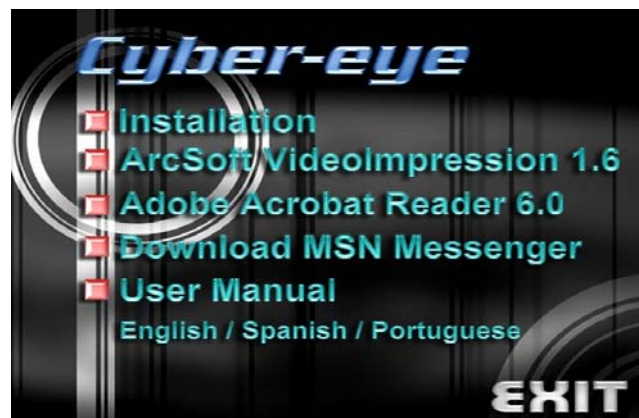 Cyber-eye
Installation
ArcSoft VideoImpression 1.6
Adobe Acrobat Reader 6.0
Download MSN Messenger
User Manual
English / Spanish / Portuguese
EXIT